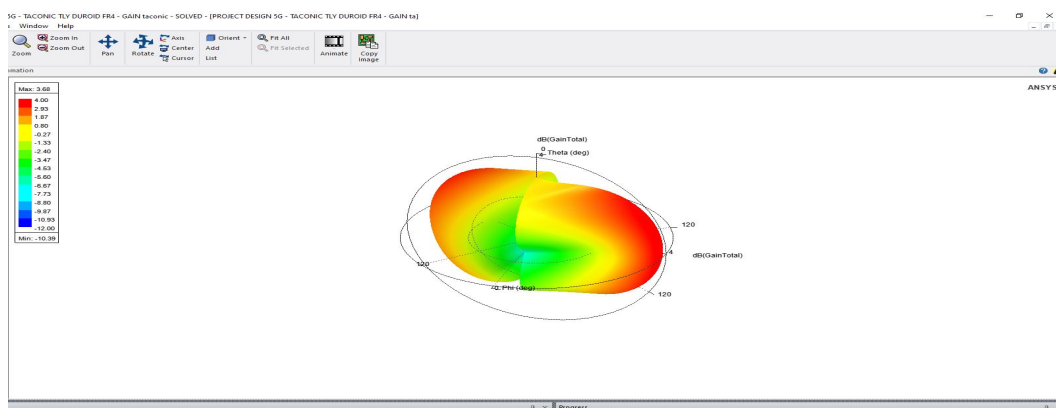 5G - TACONIC TLY DUROID FR4 - GAIN taconic - SOLVED - [PROJECT DESIGN 5G - TACONIC TLY DUROID FR4 - GAIN ta]
s Window Help
Zoom
Zoom In
Zoom Out
Pan
Rotate
Axis
Center
Cursor
Orient
Add
List
Fit All
Fit Selected
Animate
Copy
Image
mation
ANSYS
Max: 3.68
4.00
2.93
1.87
0.80
-0.27
-1.33
-2.40
-3.47
-4.53
-5.60
-6.67
-7.73
-8.80
-9.87
-10.93
-12.00
Min: -10.39
dB(GainTotal)
0
4 Theta (deg)
120
4
dB(GainTotal)
120
120
Phi (deg)
Progress